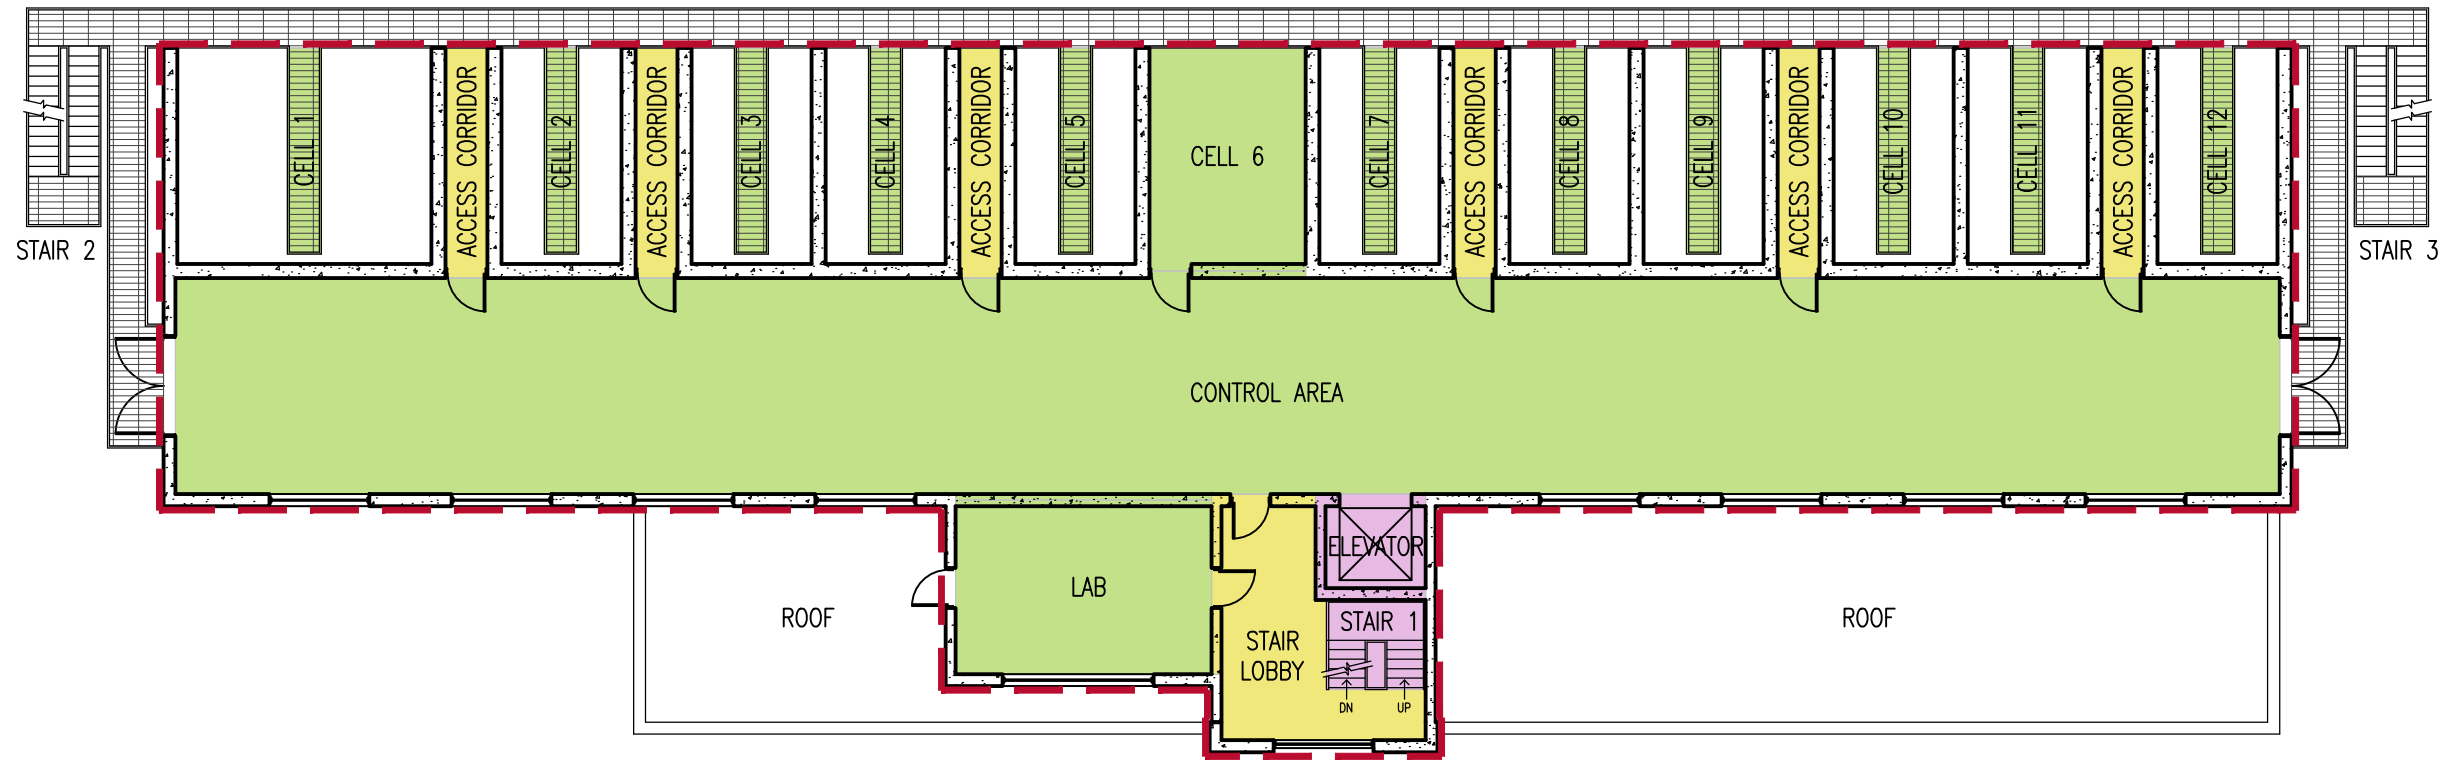 CELL 1
ACCESS CORRIDOR
CELL 2
ACCESS CORRIDOR
CELL 3
CELL 4
ACCESS CORRIDOR
CELL 5
CELL 6
CELL 7
ACCESS CORRIDOR
CELL 8
CELL 9
ACCESS CORRIDOR
CELL 10
CELL 11
ACCESS CORRIDOR
CELL 12
STAIR 2
STAIR 3
CONTROL AREA
ELEVATOR
LAB
ROOF
STAIR 1
ROOF
STAIR
LOBBY
DN
UP